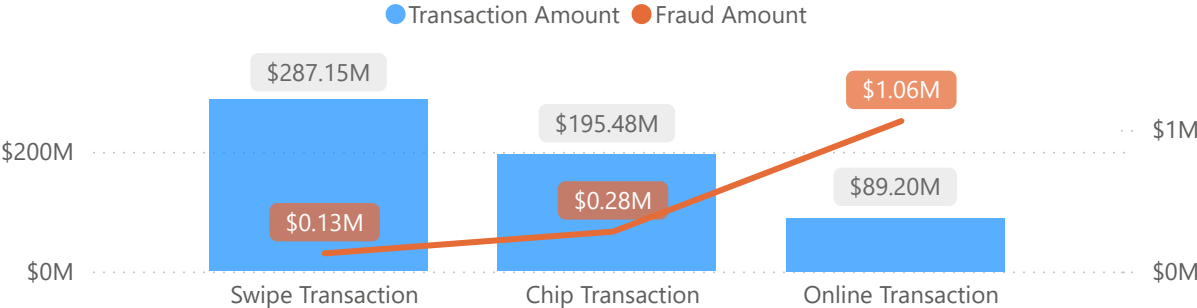 Transaction Amount Fraud Amount
$287.15M
$1.06M
$195.48M
$1M
$200M
$89.20M
$0.28M
$0.13M
$0M
$0M
Swipe Transaction Chip Transaction Online Transaction